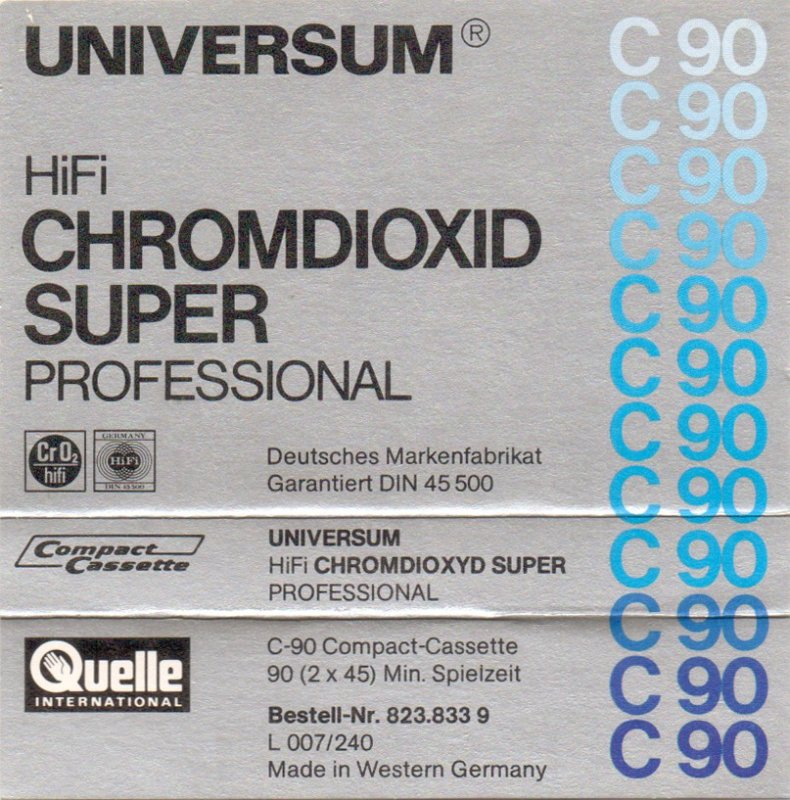 UNIVERSUM®
HiFi
CHROMDIOXID
SUPER
PROFESSIONAL
CrO2
hifi
GERMANY
HiFi
DIN 45500
Deutsches Markenfabrikat
Garantiert DIN 45 500
Compact
Cassette
UNIVERSUM
HiFi CHROMDIOXYD SUPER
PROFESSIONAL
Quelle
INTERNATIONAL
C-90 Compact-Cassette
90 (2 x 45) Min. Spielzeit
Bestell-Nr. 823.833 9
L 007/240
Made in Western Germany
C 90
C 90
C 90
C 90
C 90
C 90
C 90
C 90
C 90
C 90
C 90
C 90